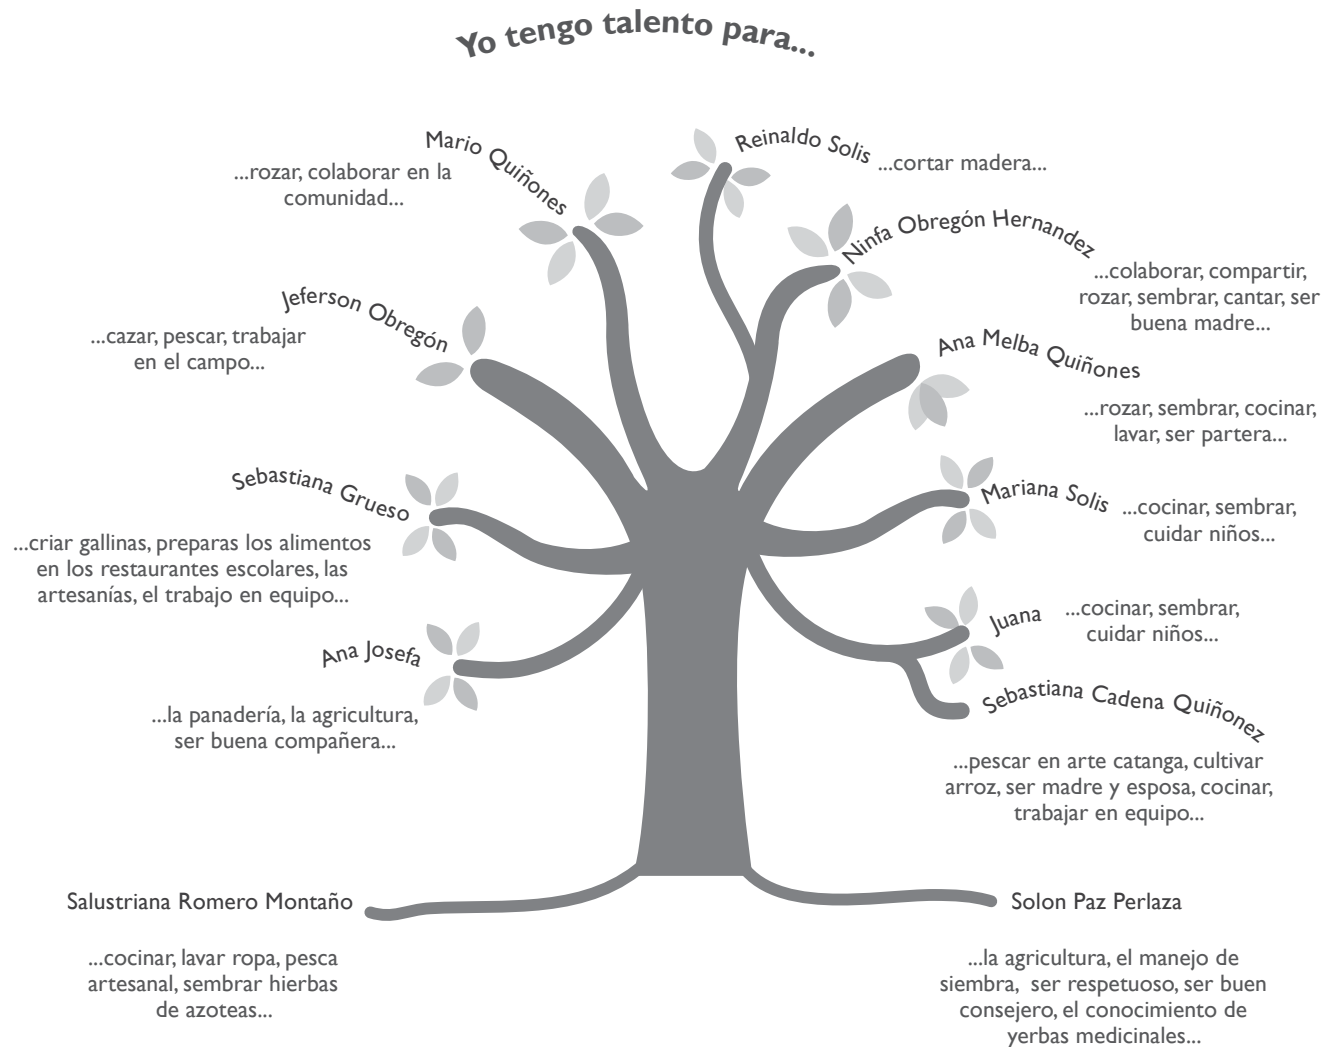 Yo tengo talento para...
Mario Quiñones
...rozar, colaborar en la
comunidad...
Reinaldo Solis
...cortar madera...
Ninfa Obregón Hernandez
...colaborar, compartir,
rozar, sembrar, cantar, ser
buena madre...
Jeferson Obregón
...cazar, pescar, trabajar
en el campo...
Ana Melba Quiñones
...rozar, sembrar, cocinar,
lavar, ser partera...
Sebastiana Grueso
...criar gallinas, preparas los alimentos
en los restaurantes escolares, las
artesanías, el trabajo en equipo...
Mariana Solis
...cocinar, sembrar,
cuidar niños...
Ana Josefa
...la panadería, la agricultura,
ser buena compañera...
Juana
...cocinar, sembrar,
cuidar niños...
Sebastiana Cadena Quiñonez
...pescar en arte catanga, cultivar
arroz, ser madre y esposa, cocinar,
trabajar en equipo...
Salustriana Romero Montaño
...cocinar, lavar ropa, pesca
artesanal, sembrar hierbas
de azoteas...
Solon Paz Perlaza
...la agricultura, el manejo de
siembra,  ser respetuoso, ser buen
consejero, el conocimiento de
yerbas medicinales...